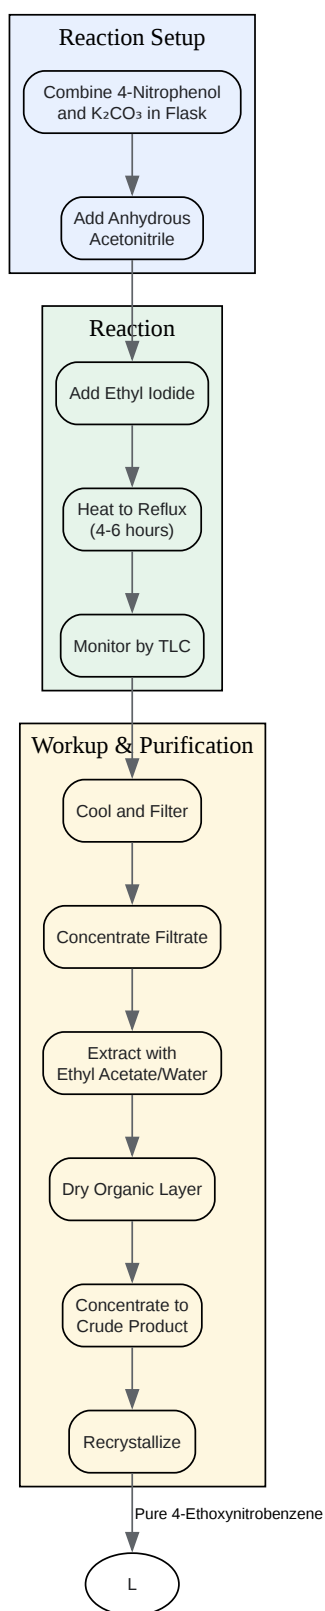 Reaction Setup
Combine 4-Nitrophenol
and K₂CO₃ in Flask
Add Anhydrous
Acetonitrile
Reaction
Add Ethyl Iodide
Heat to Reflux
(4-6 hours)
Monitor by TLC
Workup & Purification
Cool and Filter
Concentrate Filtrate
Extract with
Ethyl Acetate/Water
Dry Organic Layer
Concentrate to
Crude Product
Recrystallize
Pure 4-Ethoxynitrobenzene
L